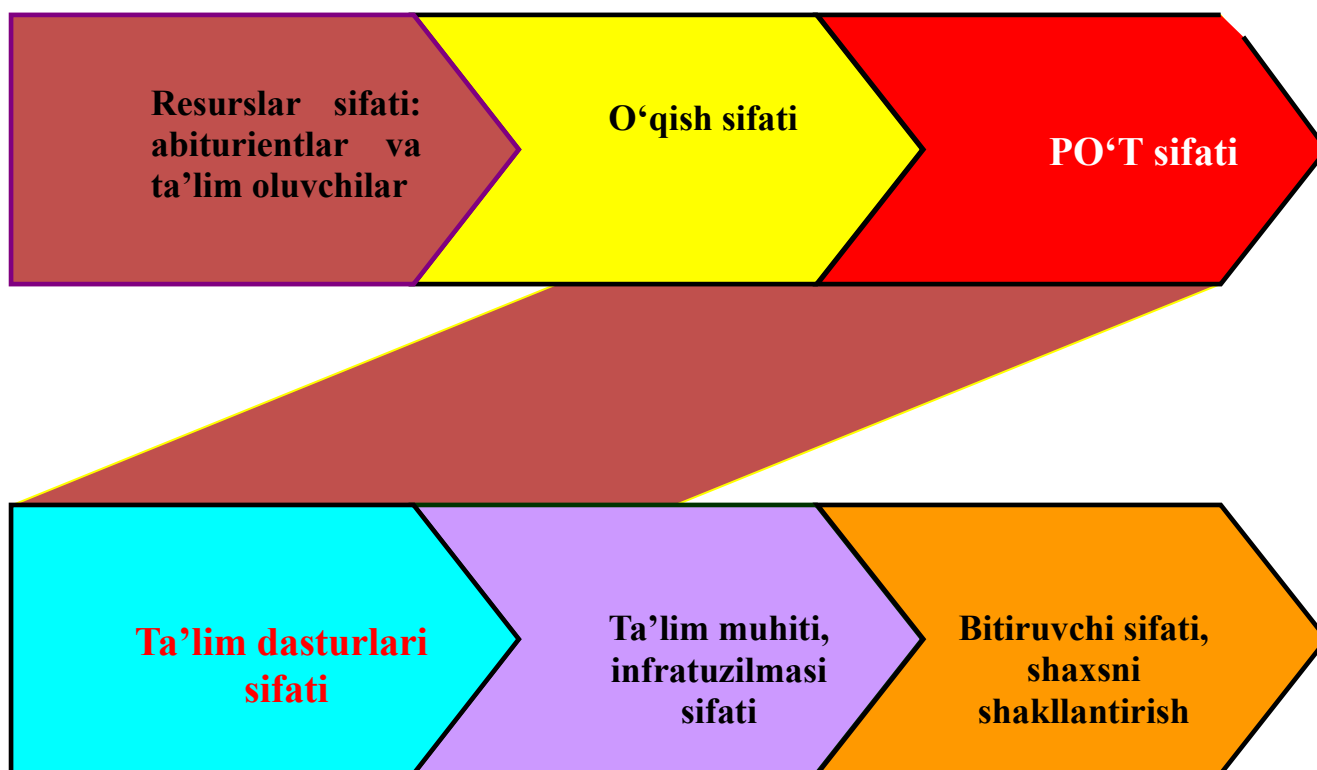 Resurslar sifati:
abiturientlar va
ta’lim oluvchilar
O‘qish sifati
PO‘T sifati
Ta’lim dasturlari
sifati
Ta’lim muhiti,
infratuzilmasi
sifati
Bitiruvchi sifati,
shaxsni
shakllantirish